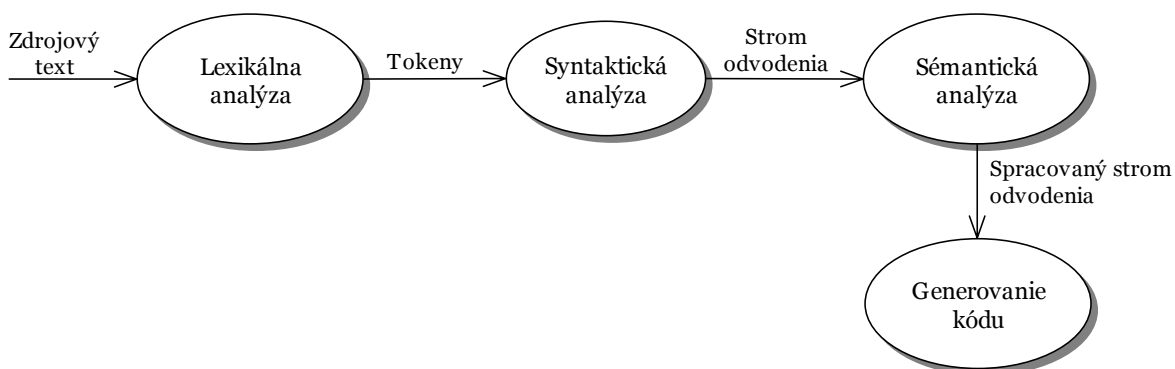 Zdrojový
text
Lexikálna
analýza
Tokeny
Syntaktická
analýza
Strom
odvodenia
Sémantická
analýza
Spracovaný strom
odvodenia
Generovanie
kódu